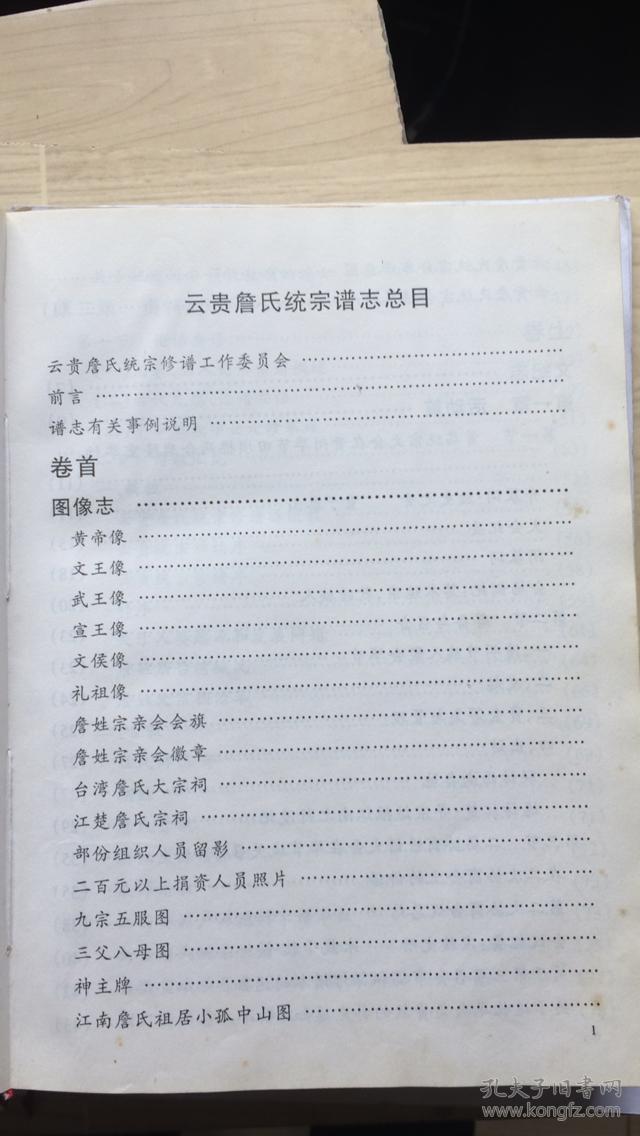 云贵詹氏统宗谱志总目
云贵詹氏统宗修谱工作委员会 ……………………………
前言 ……………………………
谱志有关事例说明 ……………………………
卷首
图像志 ……………………………
黄帝像 ……………………………
文王像 ……………………………
武王像 ……………………………
宣王像 ……………………………
文侯像 ……………………………
礼祖像 ……………………………
詹姓宗亲会会旗 ……………………………
詹姓宗亲会徽章 ……………………………
台湾詹氏大宗祠 ……………………………
江楚詹氏宗祠 ……………………………
部份组织人员留影 ……………………………
二百元以上捐资人员照片 ……………………………
九宗五服图 ……………………………
三父八母图 ……………………………
神主牌 ……………………………
江南詹氏祖居小孤中山图 ……………………………
1
孔夫子旧书网
www.kongfz.com